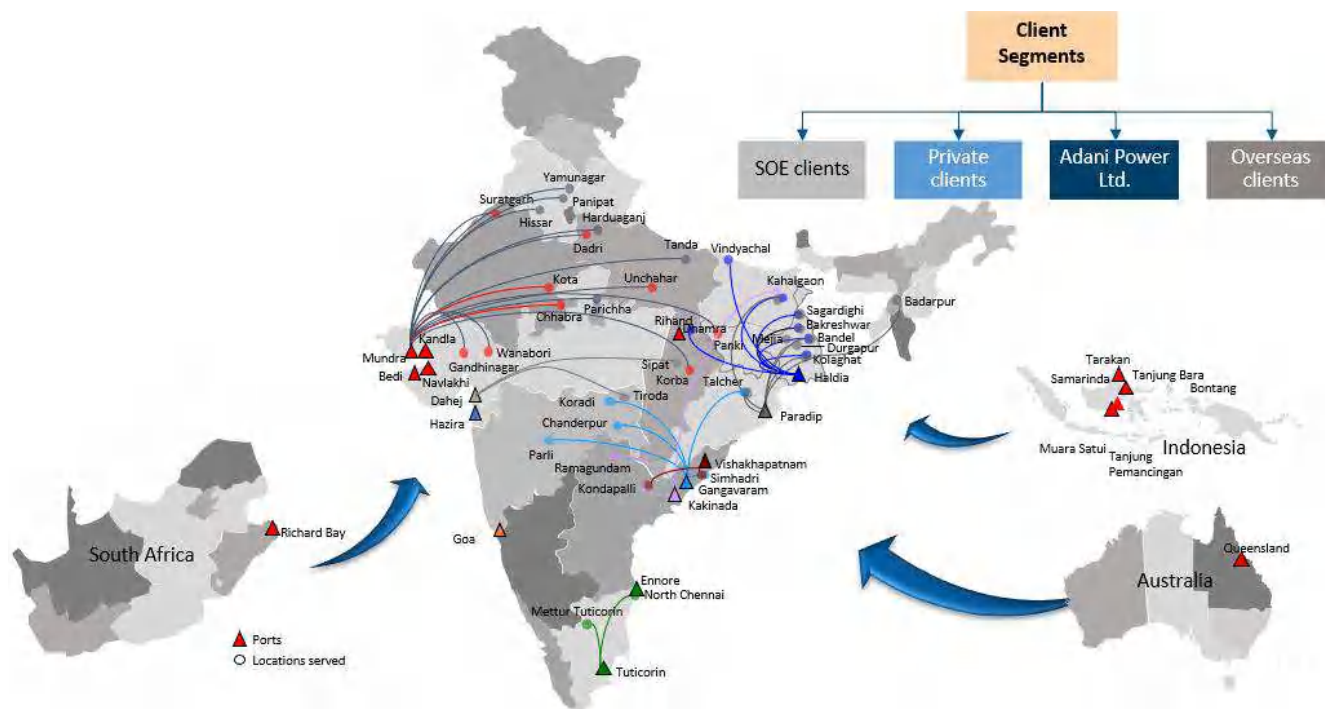 Client
Segments
SOE clients
Private
clients
Adani Power
Ltd.
Overseas
clients
Yamunagar
Suratgarh
Panipat
Hissar
Harduaganj
Dadri
Tanda
Vindyachal
Kota
Unchahar
Kahaigaon
Badarpur
Chhabra
Parichha
Sagardighi
Rihand
Dhamra
Bakreshwar
Kandla
Panki
Mejia
Bandel
Mundra
Wanabori
Durgapur
Gandhinagar
Sipat
Kolaghat
Bedi
Navlakhi
Korba
Talcher
Haldia
Dahej
Tiroda
Koradi
Paradip
Hazira
Chanderpur
Parli
Ramagundam
Vishakhapatnam
Simhadri
Kondapalli
Gangavaram
Kakinada
Goa
Ennore
North Chennai
Mettur Tuticorin
Tuticorin
Tarakan
Samarinda
Tanjung Bara
Bontang
Muara Satui
Tanjung
Pemancingan
Indonesia
South Africa
Richard Bay
Queensland
Australia
Ports
Locations served